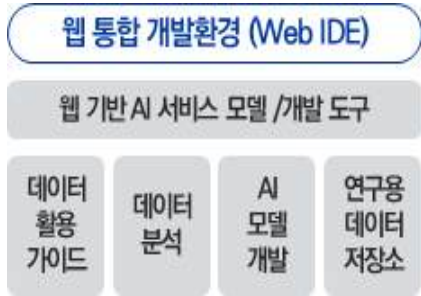 웹 통합 개발환경 (Web IDE)
웹 기반 AI 서비스 모델 /개발 도구
데이터
활용
가이드
데이터
분석
AI
모델
개발
연구용
데이터
저장소